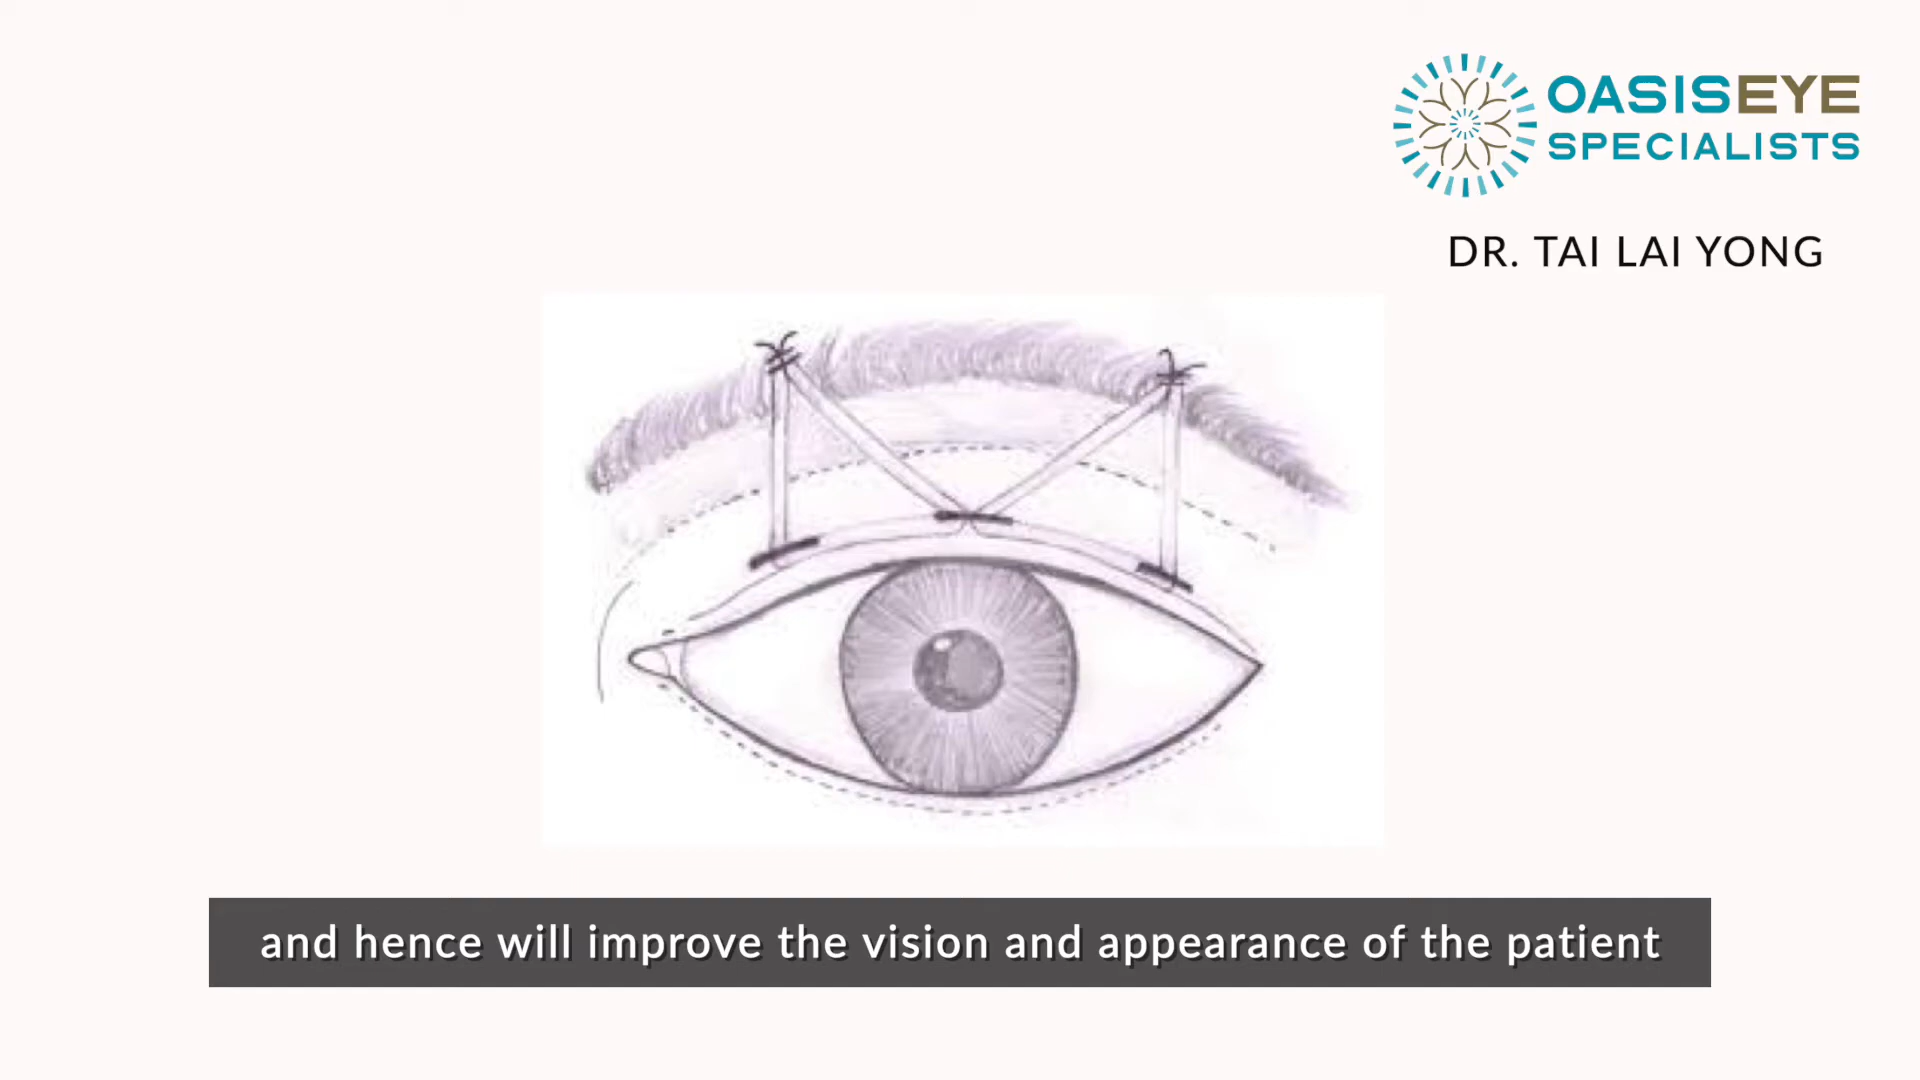 OASISEYE
SPECIALISTS
DR. TAI LAI YONG
and hence will improve the vision and appearance of the patient